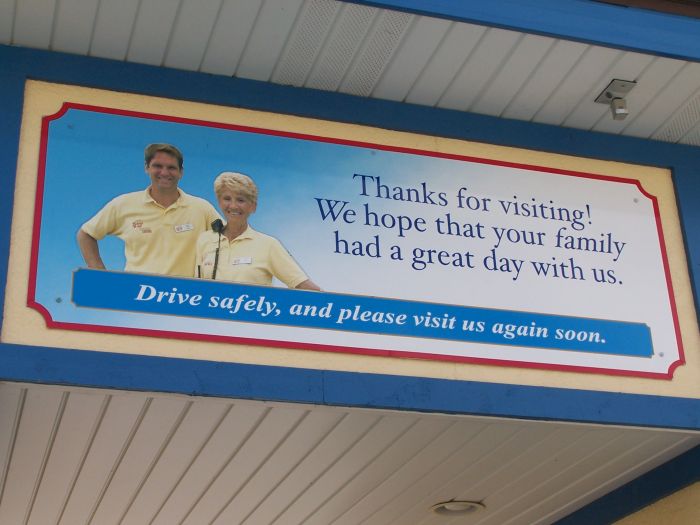 Thanks for visiting!
We hope that your family
had a great day with us.
Drive safely, and please visit us again soon.